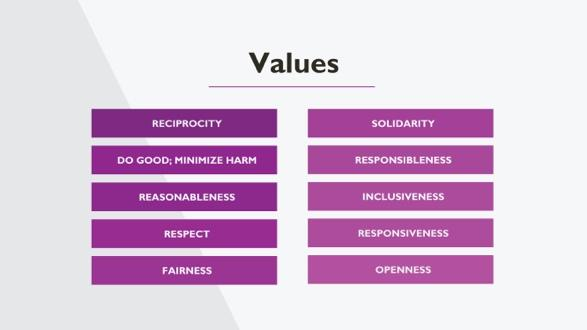 Values
RECIPROCITY
DO GOOD; MINIMIZE HARM
REASONABLENESS
RESPECT
FAIRNESS
SOLIDARITY
RESPONSIBLENESS
INCLUSIVENESS
RESPONSIVENESS
OPENNESS